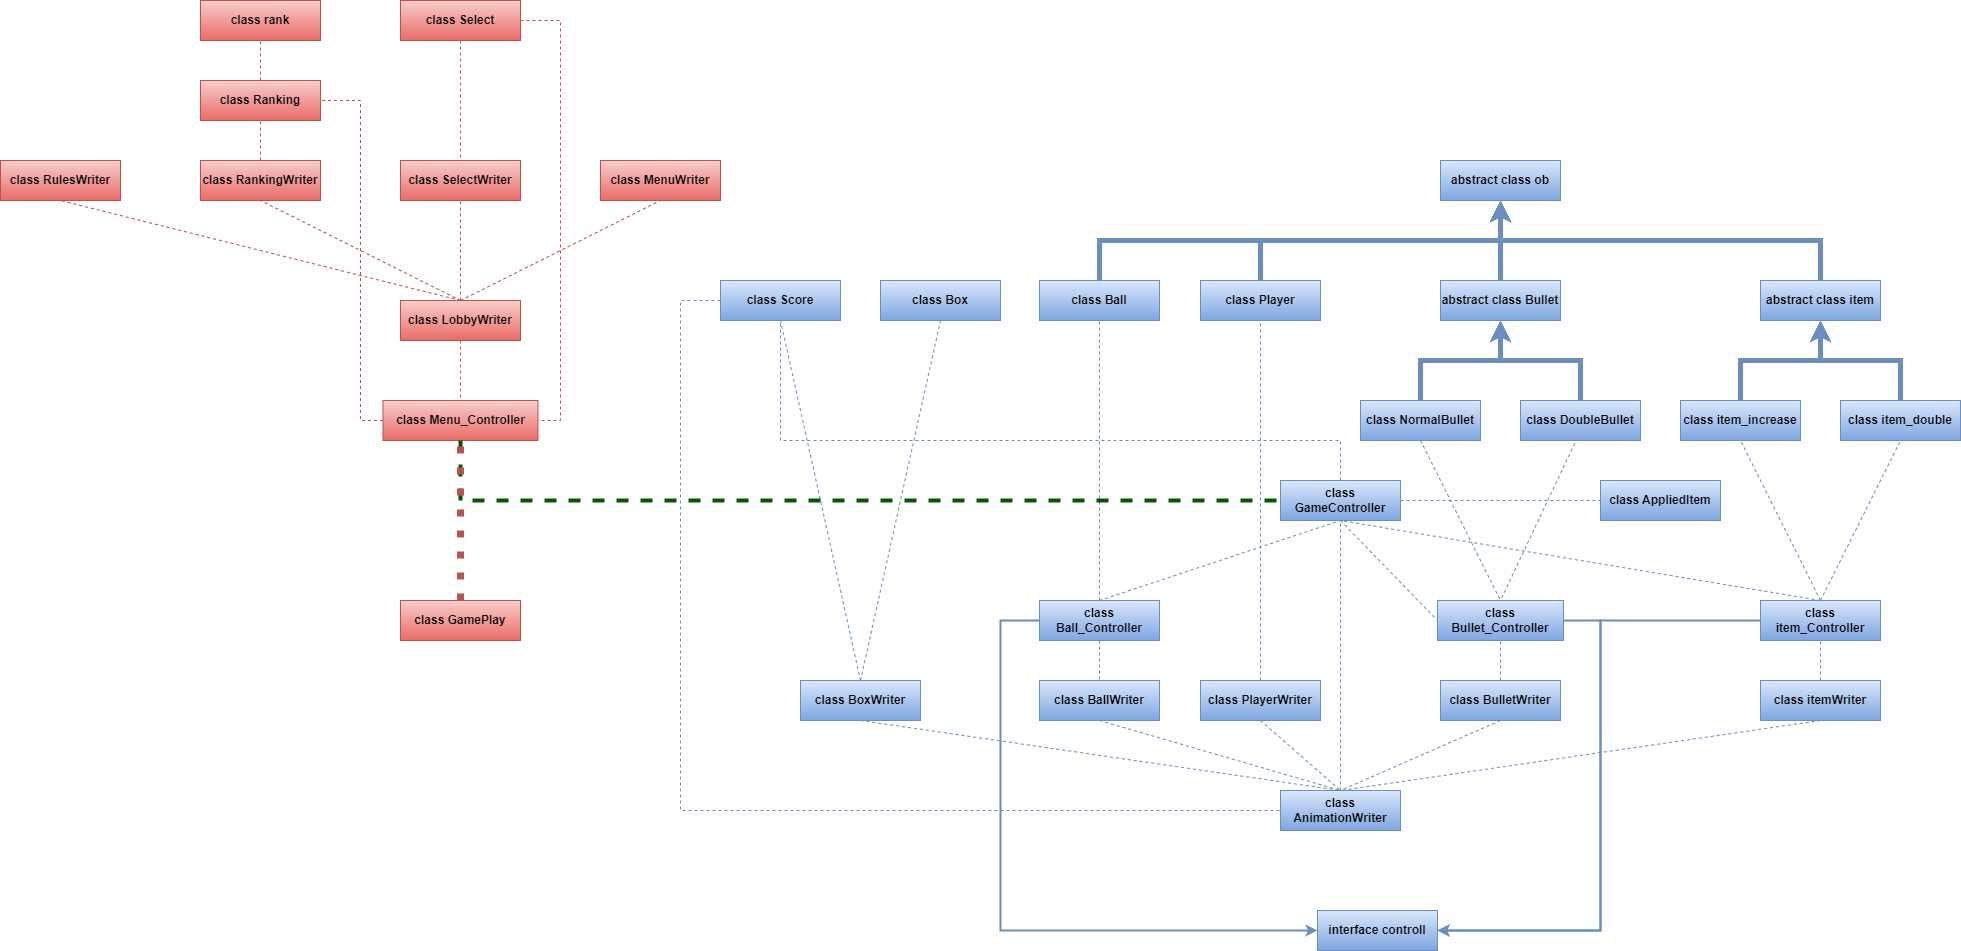 class rank
class Select
class Ranking
class RulesWriter
class RankingWriter
class SelectWriter
class MenuWriter
abstract class ob
class Score
class Box
class Ball
class Player
abstract class Bullet
abstract class item
class LobbyWriter
class Menu_Controller
class NormalBullet
class DoubleBullet
class item_increase
class item_double
class
GameController
class AppliedItem
class GamePlay
class
Ball_Controller
class
Bullet_Controller
class
item_Controller
class BoxWriter
class BallWriter
class PlayerWriter
class BulletWriter
class itemWriter
class
AnimationWriter
interface controll